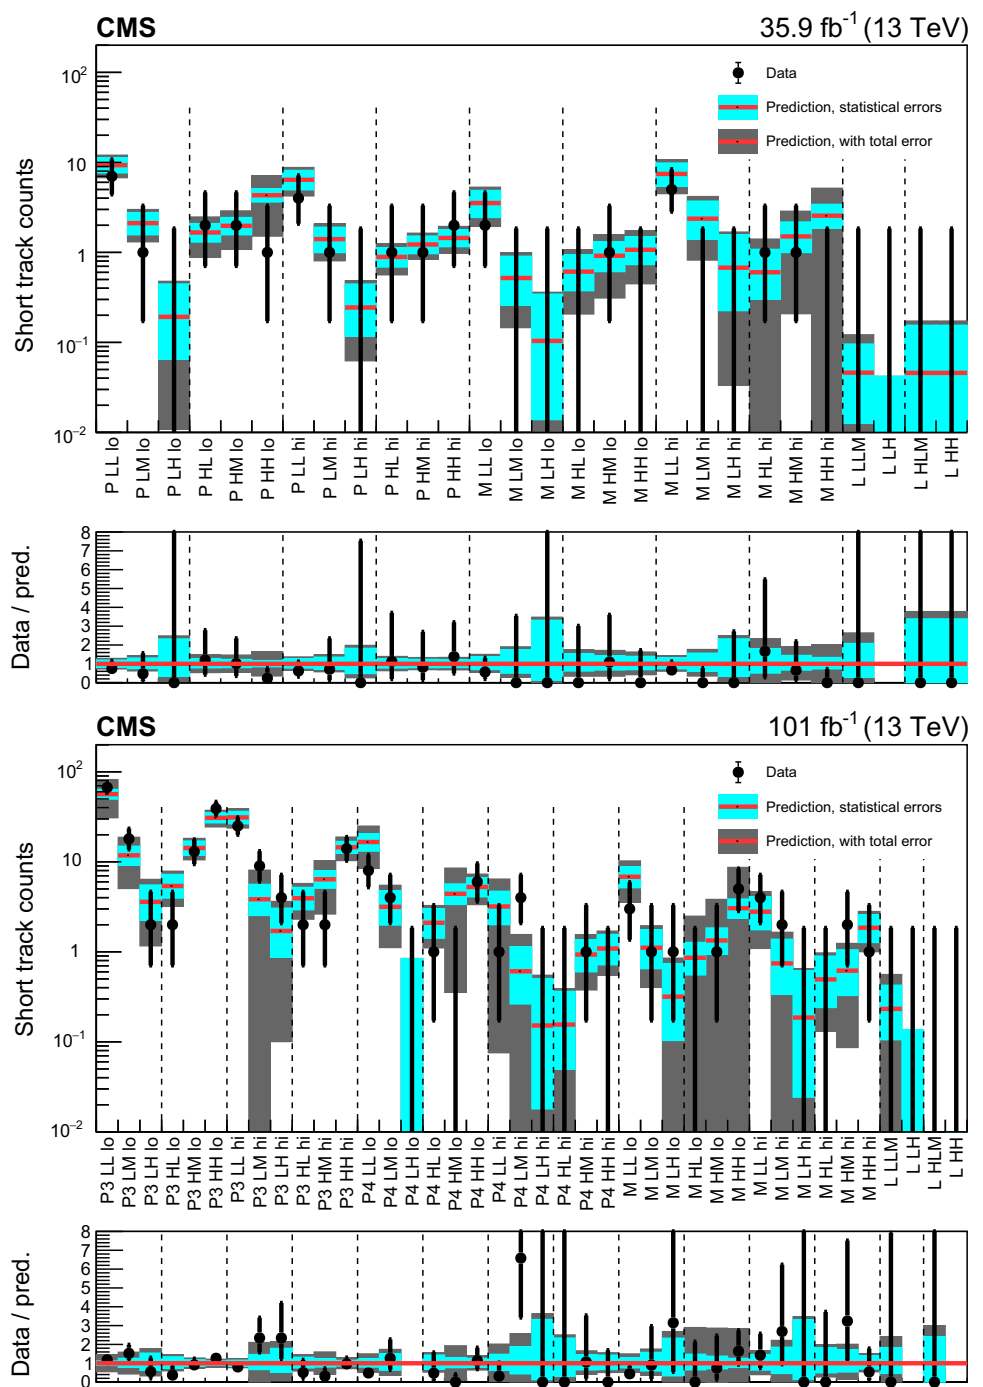 CMS 35.9 fb⁻¹ (13 TeV)
Short track counts
10²
10
1
10⁻¹
10⁻²
Data
Prediction, statistical errors
Prediction, with total error
P LL lo
P LM lo
P LH lo
P HL lo
P HM lo
P HH lo
P LL hi
P LM hi
P LH hi
P HL hi
P HM hi
P HH hi
M LL lo
M LM lo
M LH lo
M HL lo
M HM lo
M HH lo
M LL hi
M LM hi
M LH hi
M HL hi
M HM hi
M HH hi
L LLM
L LH
L HLM
L HH
Data / pred.
8
7
6
5
4
3
2
1
0
CMS 101 fb⁻¹ (13 TeV)
Short track counts
10²
10
1
10⁻¹
10⁻²
Data
Prediction, statistical errors
Prediction, with total error
P3 LL lo
P3 LM lo
P3 LH lo
P3 HL lo
P3 HM lo
P3 HH lo
P3 LL hi
P3 LM hi
P3 LH hi
P3 HL hi
P3 HM hi
P3 HH hi
P4 LL lo
P4 LM lo
P4 LH lo
P4 HL lo
P4 HM lo
P4 HH lo
P4 LL hi
P4 LM hi
P4 LH hi
P4 HL hi
P4 HM hi
P4 HH hi
M LL lo
M LM lo
M LH lo
M HL lo
M HM lo
M HH lo
M LL hi
M LM hi
M LH hi
M HL hi
M HM hi
M HH hi
L LLM
L LH
L HLM
L HH
Data / pred.
8
7
6
5
4
3
2
1
0